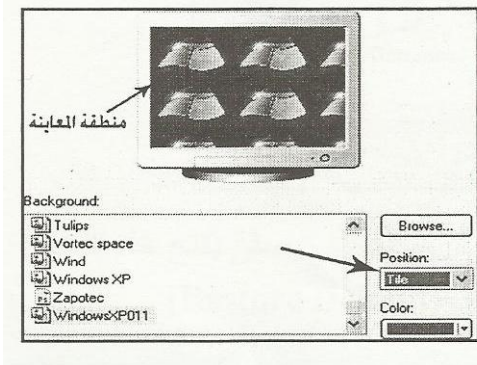 منطقة المعاينة
Background:
Tulips
Vortec space
Wind
Windows XP
Zapotec
WindowsXP011
Browse...
Position:
Tile
Color: